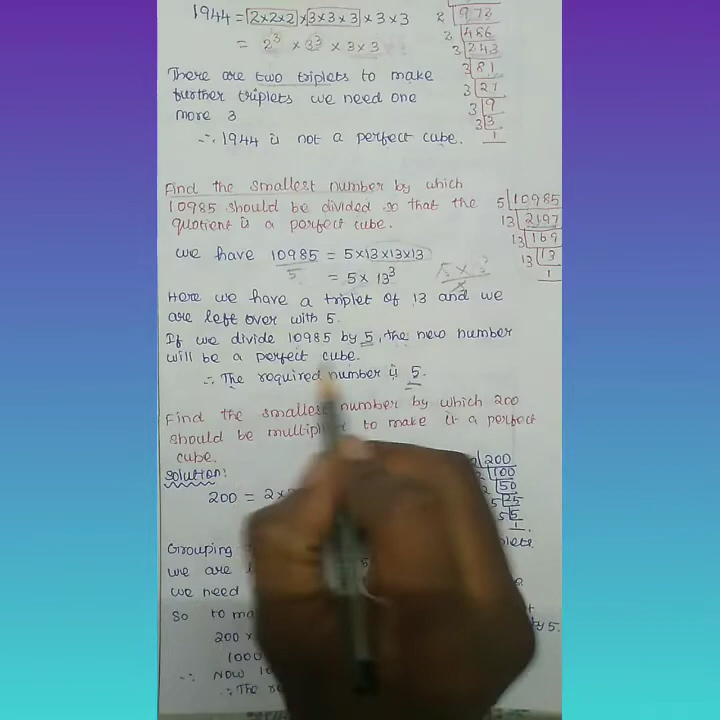 1944 = 2×2×2 × 3×3×3 × 3 × 3
= 2³ × 3³ × 3 × 3
2 972
2 486
3 243
3 81
3 27
3 9
3 3
1
There are two triplets to make
further triplets we need one
more 3
∴ 1944 is not a perfect cube.
Find the smallest number by which
10985 should be divided so that the
quotient is a perfect cube.
5 10985
13 2197
13 169
13 13
1
we have 10985 = 5×13×13×13
5
= 5 × 13³
Here we have a triplet of 13 and we
are left over with 5.
If we divide 10985 by 5, the new number
will be a perfect cube.
∴ The required number is 5.
Find the smallest number by which 200
should be multipl to make it a perfect
cube.
Solution:
200 = 2×
200
100
50
5 25
5 5
1
Grouping
we are
we need
So to ma
by 5.
200 ×
1000
∴ Now
∴ The